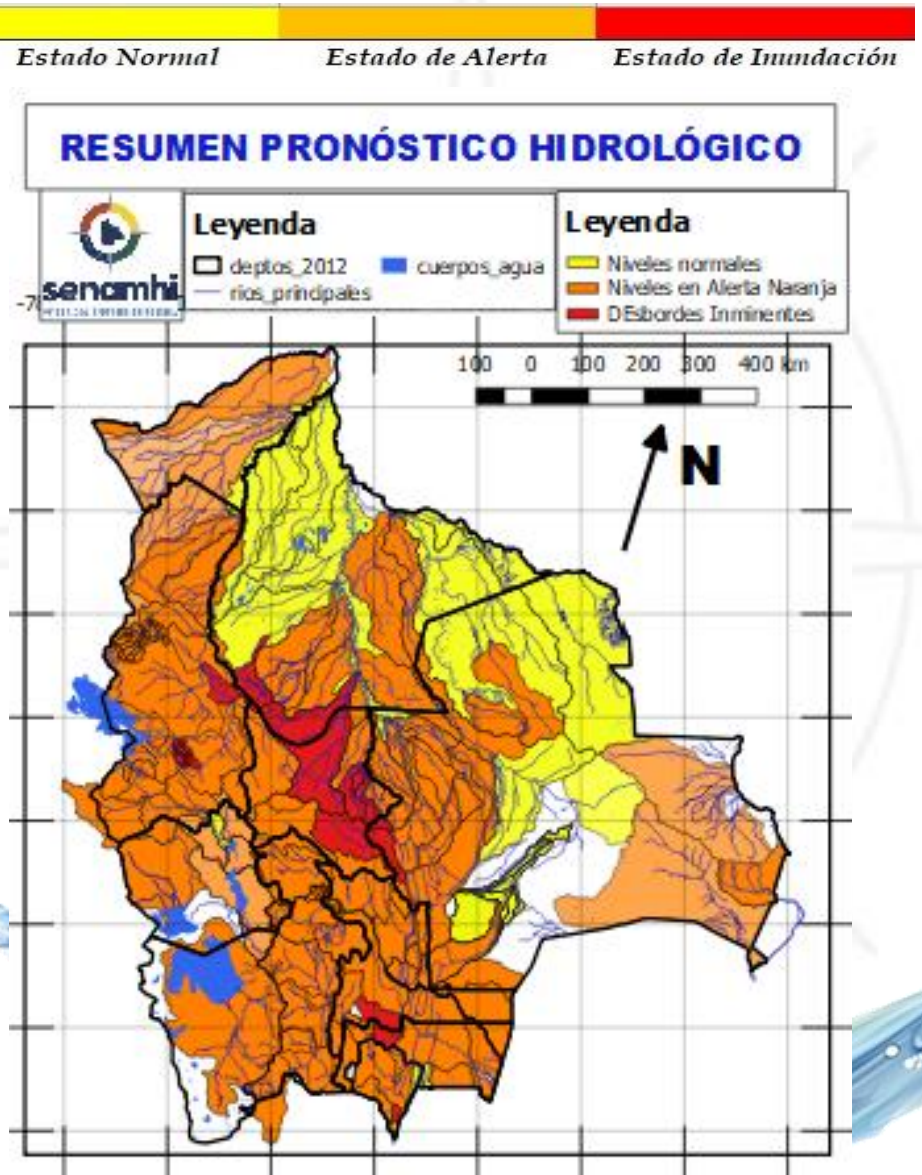 Estado Normal Estado de Alerta Estado de Inundación
RESUMEN PRONÓSTICO HIDROLÓGICO
senamhi
Leyenda
deptos_2012 cuerpos_agua
rios_principales
Leyenda
Niveles normales
Niveles en Alerta Naranja
DEsbordes Inminentes
100 0 100 200 300 400 km
N